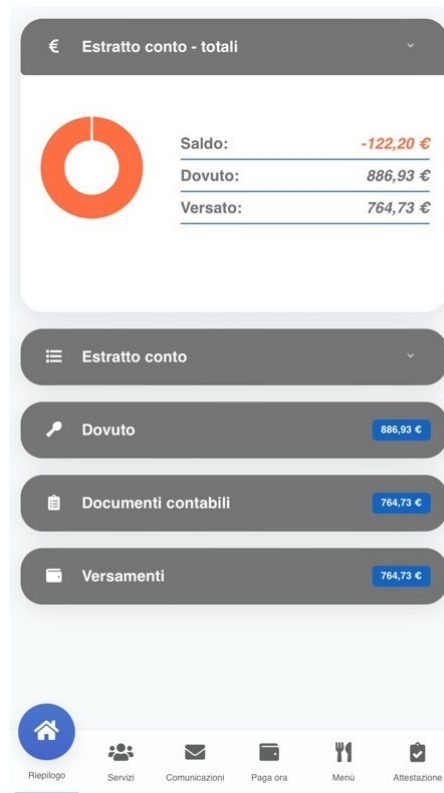 € Estratto conto - totali
Saldo: -122,20 €
Dovuto: 886,93 €
Versato: 764,73 €
Estratto conto
Dovuto 886,93 €
Documenti contabili 764,73 €
Versamenti 764,73 €
Riepilogo Servizi Comunicazioni Paga ora Menù Attestazione